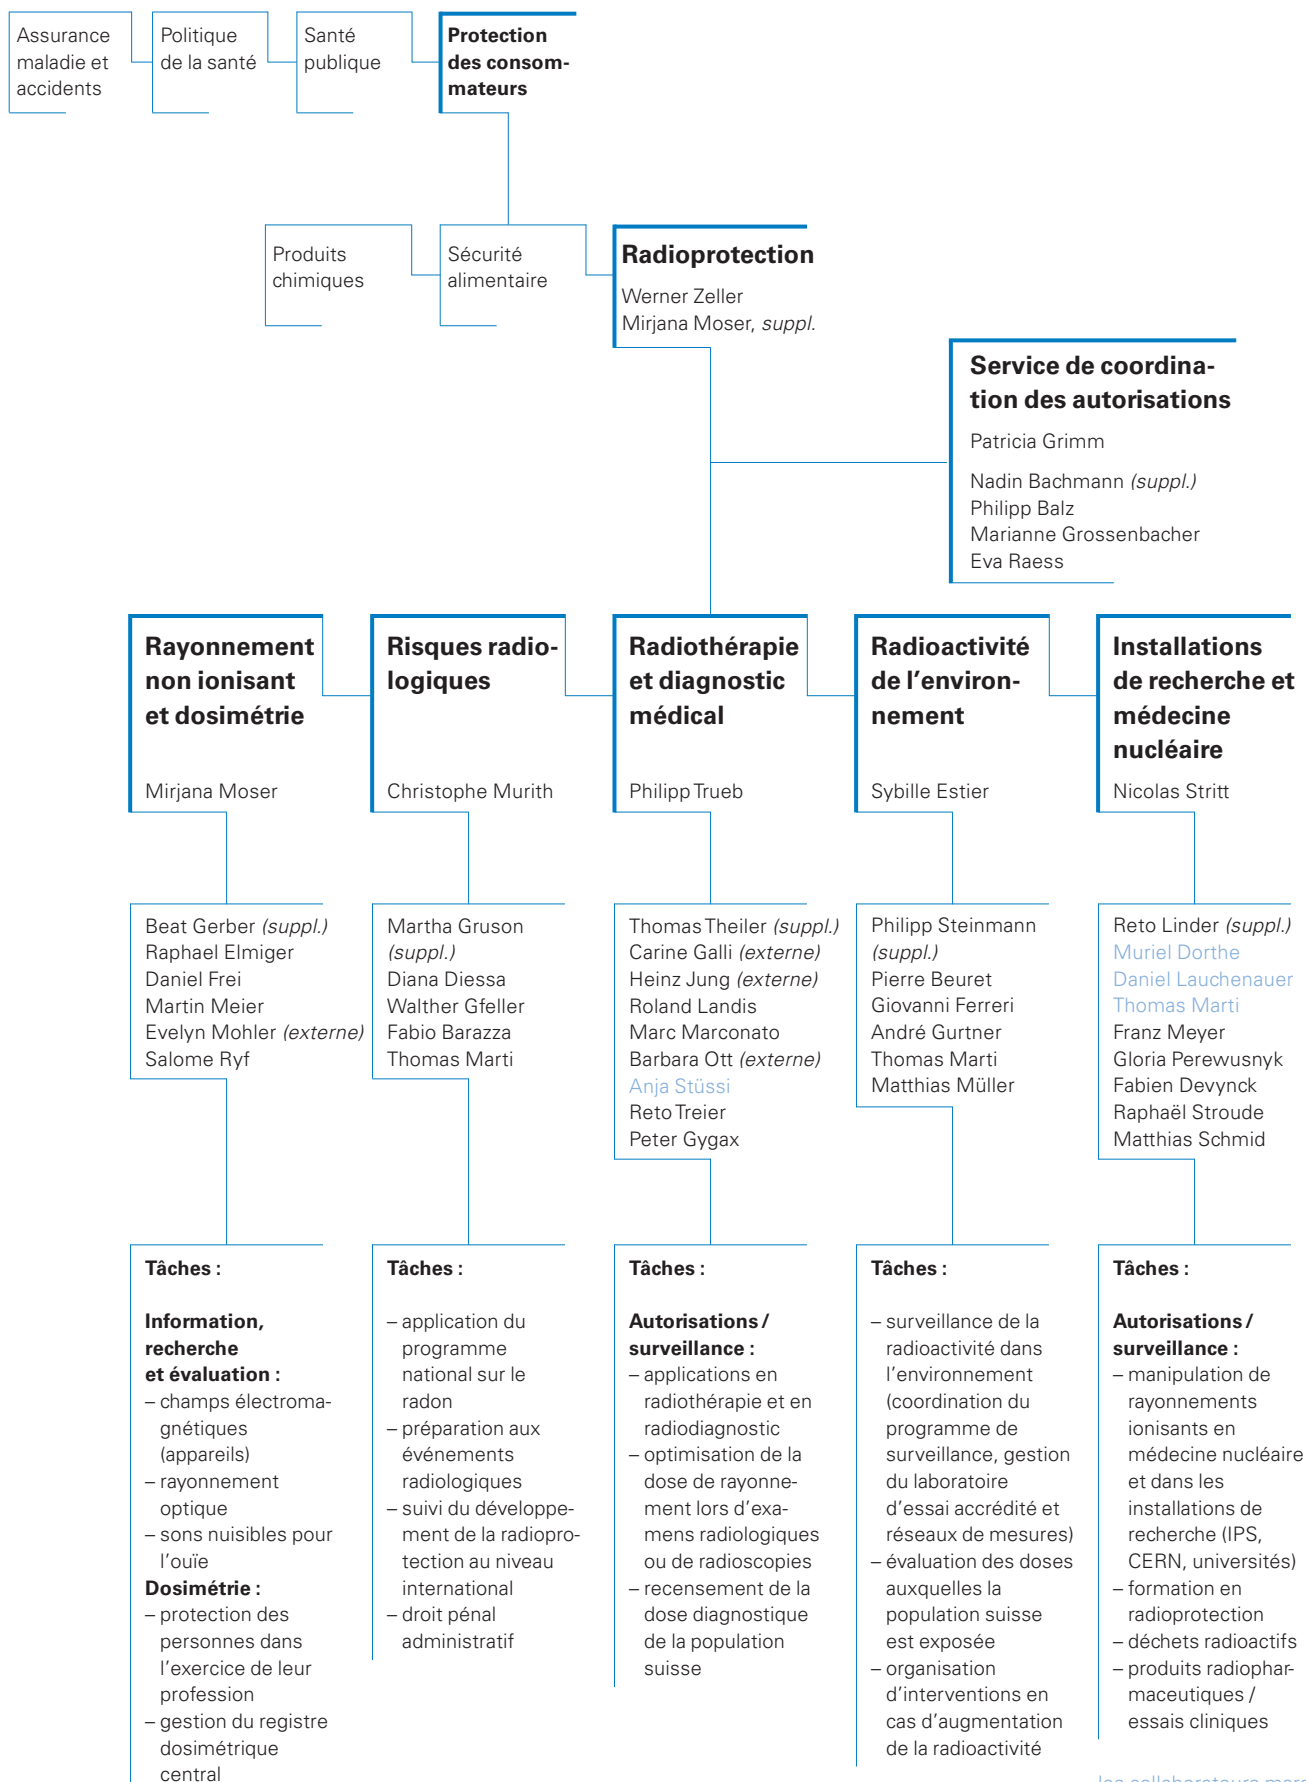 Assurance
maladie et
accidents
Politique
de la santé
Santé
publique
Protection
des consom-
mateurs
Produits
chimiques
Sécurité
alimentaire
Radioprotection
Werner Zeller
Mirjana Moser, suppl.
Service de coordina-
tion des autorisations
Patricia Grimm
Nadin Bachmann (suppl.)
Philipp Balz
Marianne Grossenbacher
Eva Raess
Rayonnement
non ionisant
et dosimétrie
Mirjana Moser
Risques radio-
logiques
Christophe Murith
Radiothérapie
et diagnostic
médical
Philipp Trueb
Radioactivité
de l’environ-
nement
Sybille Estier
Installations
de recherche et
médecine
nucléaire
Nicolas Stritt
Beat Gerber (suppl.)
Raphael Elmiger
Daniel Frei
Martin Meier
Evelyn Mohler (externe)
Salome Ryf
Martha Gruson
(suppl.)
Diana Diessa
Walther Gfeller
Fabio Barazza
Thomas Marti
Thomas Theiler (suppl.)
Carine Galli (externe)
Heinz Jung (externe)
Roland Landis
Marc Marconato
Barbara Ott (externe)
Anja Stüssi
Reto Treier
Peter Gygax
Philipp Steinmann
(suppl.)
Pierre Beuret
Giovanni Ferreri
André Gurtner
Thomas Marti
Matthias Müller
Reto Linder (suppl.)
Muriel Dorthe
Daniel Lauchenauer
Thomas Marti
Franz Meyer
Gloria Perewusnyk
Fabien Devynck
Raphaël Stroude
Matthias Schmid
Tâches :
Information,
recherche
et évaluation :
– champs électroma-
gnétiques
(appareils)
– rayonnement
optique
– sons nuisibles pour
l’ouïe
Dosimétrie :
– protection des
personnes dans
l’exercice de leur
profession
– gestion du registre
dosimétrique
central
Tâches :
– application du
programme
national sur le
radon
– préparation aux
événements
radiologiques
– suivi du développe-
ment de la radiopro-
tection au niveau
international
– droit pénal
administratif
Tâches :
Autorisations /
surveillance :
– applications en
radiothérapie et en
radiodiagnostic
– optimisation de la
dose de rayonne-
ment lors d’exa-
mens radiologiques
ou de radioscopies
– recensement de la
dose diagnostique
de la population
suisse
Tâches :
– surveillance de la
radioactivité dans
l’environnement
(coordination du
programme de
surveillance, gestion
du laboratoire
d’essai accrédité et
réseaux de mesures)
– évaluation des doses
auxquelles la
population suisse
est exposée
– organisation
d’interventions en
cas d’augmentation
de la radioactivité
Tâches :
Autorisations /
surveillance :
– manipulation de
rayonnements
ionisants en
médecine nucléaire
et dans les
installations de
recherche (IPS,
CERN, universités)
– formation en
radioprotection
– déchets radioactifs
– produits radiophar-
maceutiques /
essais cliniques